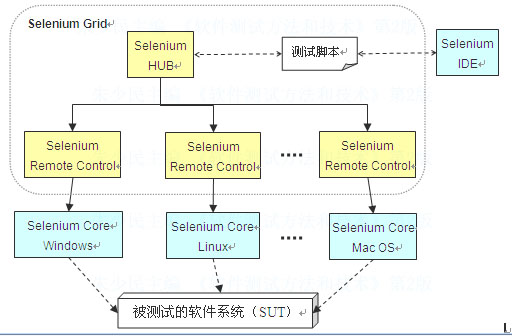 Selenium Grid
Selenium
HUB
测试脚本
Selenium
IDE
Selenium
Remote Control
Selenium
Remote Control
Selenium
Remote Control
Selenium Core
Windows
Selenium Core
Linux
Selenium Core
Mac OS
被测试的软件系统（SUT）